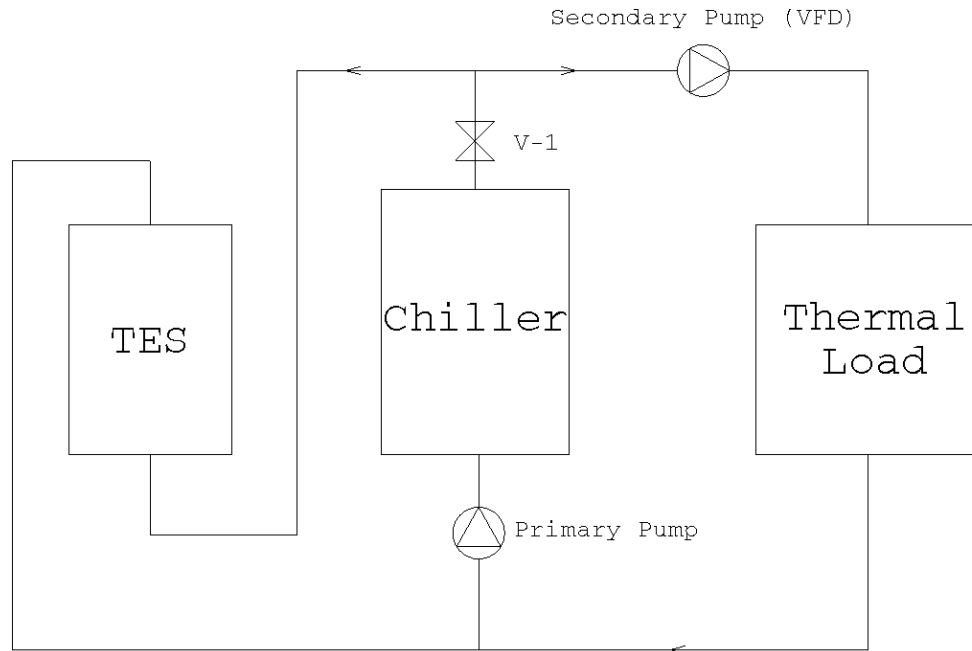 Secondary Pump (VFD)
V-1
TES
Chiller
Thermal
Load
Primary Pump